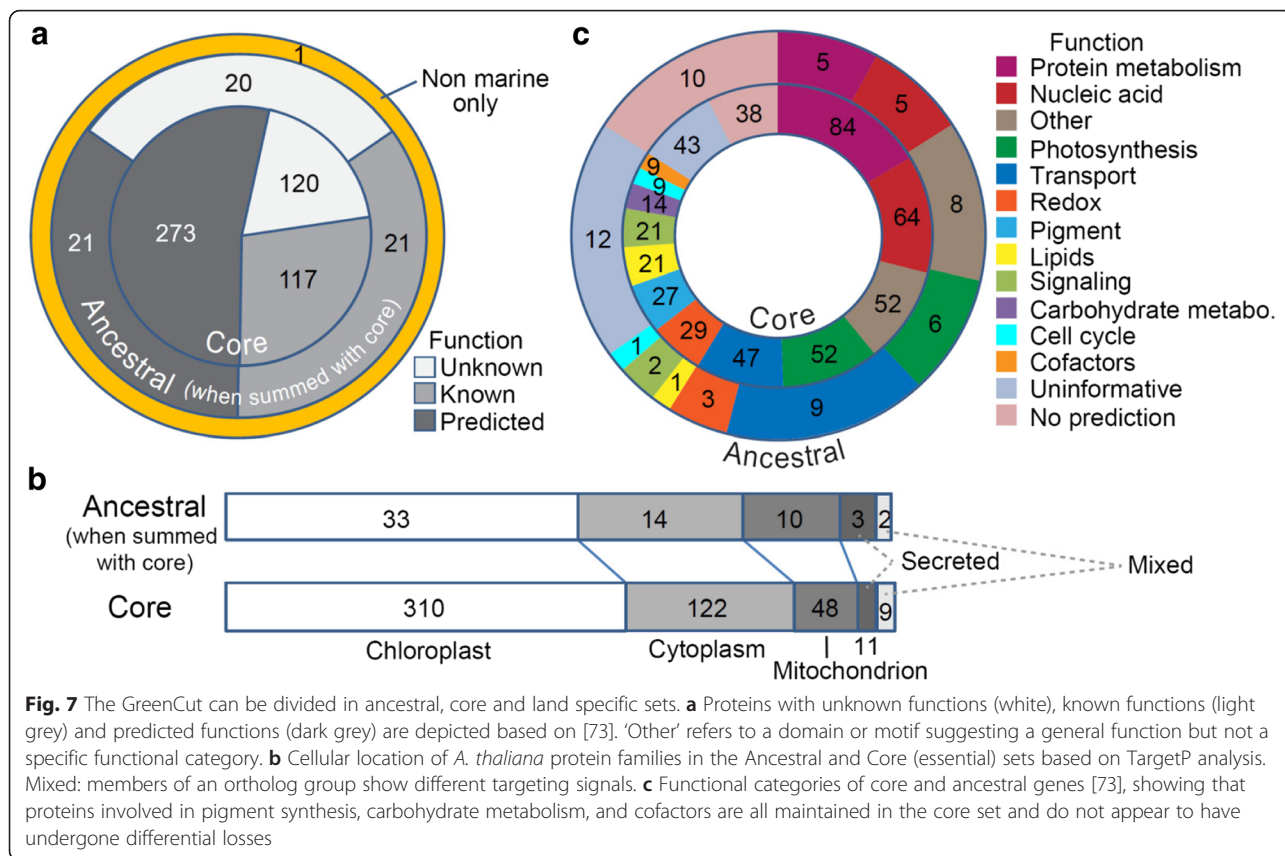 a
1
20
Non marine
only
120
273
21
21
117
Core
Ancestral (when summed with core)
Function
Unknown
Known
Predicted
c
10
5
5
38
84
43
9
9
14
64
8
12
21
21
27
52
6
29
Core
47
52
1
2
1
3
9
Ancestral
Function
Protein metabolism
Nucleic acid
Other
Photosynthesis
Transport
Redox
Pigment
Lipids
Signaling
Carbohydrate metabo.
Cell cycle
Cofactors
Uninformative
No prediction
b
Ancestral
(when summed
with core)
33
14
10
3
2
Secreted
Mixed
Core
310
122
48
9
11
Chloroplast
Cytoplasm
Mitochondrion
Fig. 7 The GreenCut can be divided in ancestral, core and land specific sets. a Proteins with unknown functions (white), known functions (light
grey) and predicted functions (dark grey) are depicted based on [73]. ‘Other’ refers to a domain or motif suggesting a general function but not a
specific functional category. b Cellular location of A. thaliana protein families in the Ancestral and Core (essential) sets based on TargetP analysis.
Mixed: members of an ortholog group show different targeting signals. c Functional categories of core and ancestral genes [73], showing that
proteins involved in pigment synthesis, carbohydrate metabolism, and cofactors are all maintained in the core set and do not appear to have
undergone differential losses